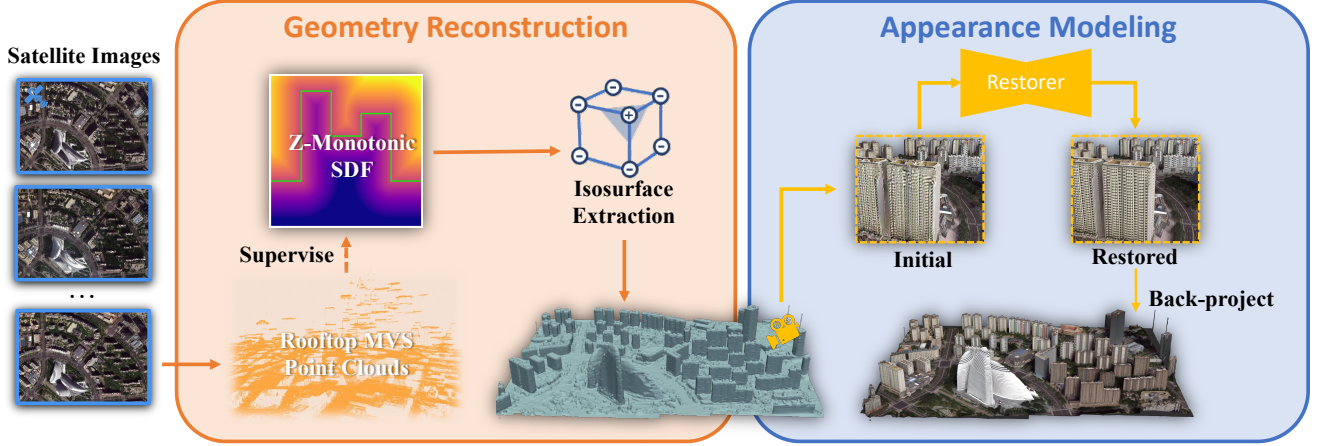 Satellite Images
...
Geometry Reconstruction
Z-Monotonic
SDF
Supervise
Rooftop MVS
Point Clouds
Isosurface
Extraction
Appearance Modeling
Restorer
Initial
Restored
Back-project